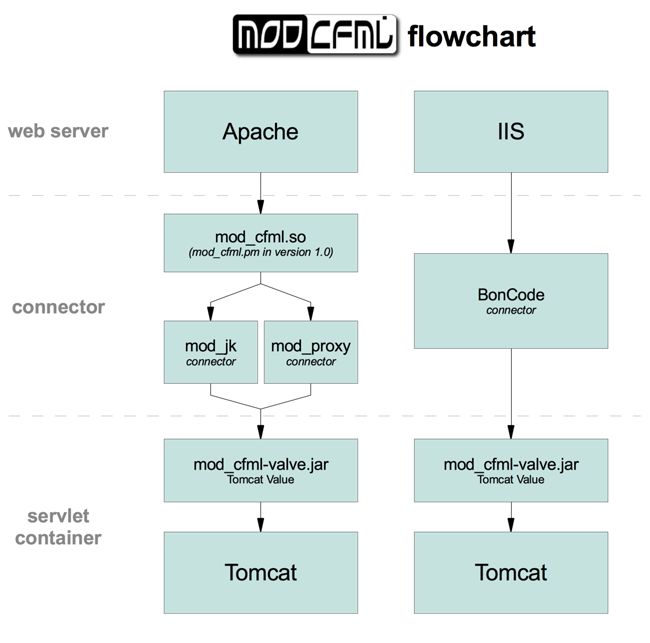 MOD CFML flowchart
web server
Apache
IIS
mod_cfml.so
(mod_cfml.pm in version 1.0)
connector
BonCode
connector
mod_jk
connector
mod_proxy
connector
mod_cfml-valve.jar
Tomcat Value
mod_cfml-valve.jar
Tomcat Value
servlet
container
Tomcat
Tomcat